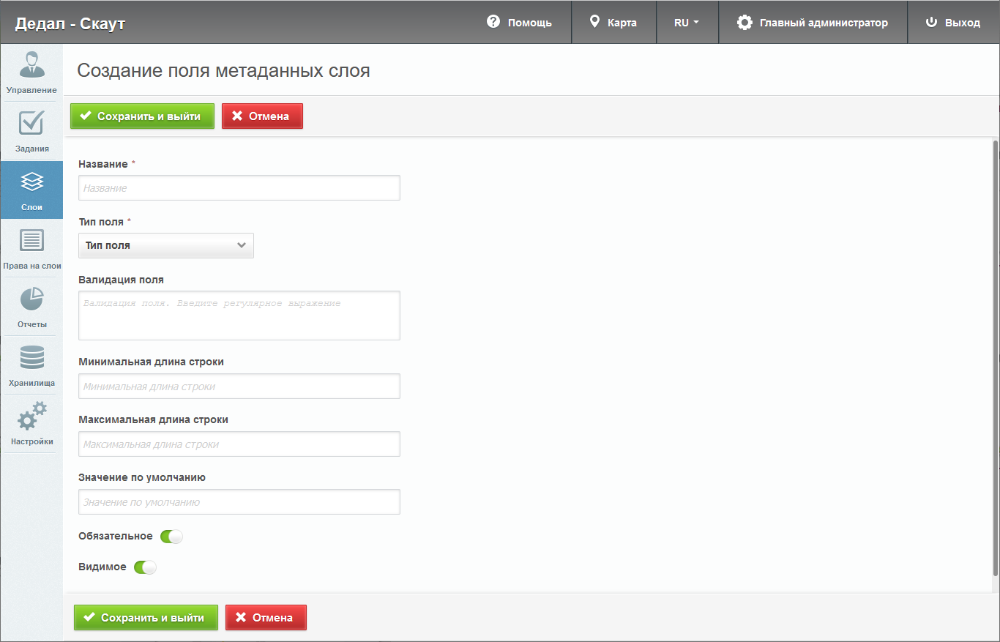 Дедал - Скаут
Помощь
Карта
RU
Главный администратор
Выход
Управление
Задания
Слои
Права на слои
Отчеты
Хранилища
Настройки
Создание поля метаданных слоя
Сохранить и выйти
Отмена
Название *
Название
Тип поля *
Тип поля
Валидация поля
Валидация поля. Введите регулярное выражение
Минимальная длина строки
Минимальная длина строки
Максимальная длина строки
Максимальная длина строки
Значение по умолчанию
Значение по умолчанию
Обязательное
Видимое
Сохранить и выйти
Отмена